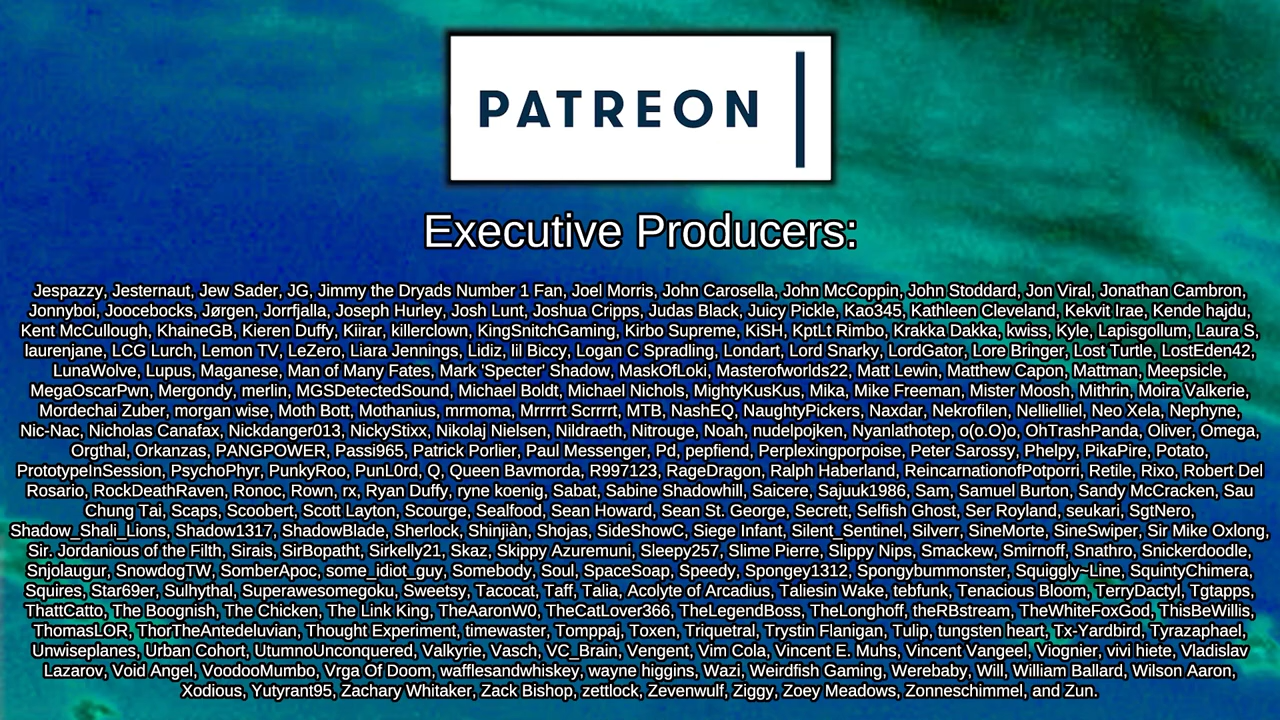 PATREON
Executive Producers:
Jespazzy, Jesternaut, Jew Sader, JG, Jimmy the Dryads Number 1 Fan, Joel Morris, John Carosella, John McCoppin, John Stoddard, Jon Viral, Jonathan Cambron,
Jonnyboi, Joocebocks, Jørgen, Jorrfjalla, Joseph Hurley, Josh Lunt, Joshua Cripps, Judas Black, Juicy Pickle, Kao345, Kathleen Cleveland, Kekvit Irae, Kende hajdu,
Kent McCullough, KhaineGB, Kieren Duffy, Kiirar, killerclown, KingSnitchGaming, Kirbo Supreme, KiSH, KptLt Rimbo, Krakka Dakka, kwiss, Kyle, Lapisgollum, Laura S,
laurenjane, LCG Lurch, Lemon TV, LeZero, Liara Jennings, Lidiz, lil Biccy, Logan C Spradling, Londart, Lord Snarky, LordGator, Lore Bringer, Lost Turtle, LostEden42,
LunaWolve, Lupus, Maganese, Man of Many Fates, Mark 'Specter' Shadow, MaskOfLoki, Masterofworlds22, Matt Lewin, Matthew Capon, Mattman, Meepsicle,
MegaOscarPwn, Mergondy, merlin, MGSDetectedSound, Michael Boldt, Michael Nichols, MightyKusKus, Mika, Mike Freeman, Mister Moosh, Mithrin, Moira Valkerie,
Mordechai Zuber, morgan wise, Moth Bott, Mothanius, mrmoma, Mrrrrrt Scrrrrt, MTB, NashEQ, NaughtyPickers, Naxdar, Nekrofilen, Nellielliel, Neo Xela, Nephyne,
Nic-Nac, Nicholas Canafax, Nickdanger013, NickyStixx, Nikolaj Nielsen, Nildraeth, Nitrouge, Noah, nudelpojken, Nyanlathotep, o(o.O)o, OhTrashPanda, Oliver, Omega,
Orgthal, Orkanzas, PANGPOWER, Passi965, Patrick Porlier, Paul Messenger, Pd, pepfiend, Perplexingporpoise, Peter Sarossy, Phelpy, PikaPire, Potato,
PrototypeInSession, PsychoPhyr, PunkyRoo, PunL0rd, Q, Queen Bavmorda, R997123, RageDragon, Ralph Haberland, ReincarnationofPotporri, Retile, Rixo, Robert Del
Rosario, RockDeathRaven, Ronoc, Rown, rx, Ryan Duffy, ryne koenig, Sabat, Sabine Shadowhill, Saicere, Sajuuk1986, Sam, Samuel Burton, Sandy McCracken, Sau
Chung Tai, Scaps, Scoobert, Scott Layton, Scourge, Sealfood, Sean Howard, Sean St. George, Secrett, Selfish Ghost, Ser Royland, seukari, SgtNero,
Shadow_Shali_Lions, Shadow1317, ShadowBlade, Sherlock, Shinjiàn, Shojas, SideShowC, Siege Infant, Silent_Sentinel, Silverr, SineMorte, SineSwiper, Sir Mike Oxlong,
Sir. Jordanious of the Filth, Sirais, SirBopatht, Sirkelly21, Skaz, Skippy Azuremuni, Sleepy257, Slime Pierre, Slippy Nips, Smackew, Smirnoff, Snathro, Snickerdoodle,
Snjolaugur, SnowdogTW, SomberApoc, some_idiot_guy, Somebody, Soul, SpaceSoap, Speedy, Spongey1312, Spongybummonster, Squiggly~Line, SquintyChimera,
Squires, Star69er, Sulhythal, Superawesomegoku, Sweetsy, Tacocat, Taff, Talia, Acolyte of Arcadius, Taliesin Wake, tebfunk, Tenacious Bloom, TerryDactyl, Tgtapps,
ThattCatto, The Boognish, The Chicken, The Link King, TheAaronW0, TheCatLover366, TheLegendBoss, TheLonghoff, theRBstream, TheWhiteFoxGod, ThisBeWillis,
ThomasLOR, ThorTheAntedeluvian, Thought Experiment, timewaster, Tomppaj, Toxen, Triquetral, Trystin Flanigan, Tulip, tungsten heart, Tx-Yardbird, Tyrazaphael,
Unwiseplanes, Urban Cohort, UtumnoUnconquered, Valkyrie, Vasch, VC_Brain, Vengent, Vim Cola, Vincent E. Muhs, Vincent Vangeel, Viognier, vivi hiete, Vladislav
Lazarov, Void Angel, VoodooMumbo, Vrga Of Doom, wafflesandwhiskey, wayne higgins, Wazi, Weirdfish Gaming, Werebaby, Will, William Ballard, Wilson Aaron,
Xodious, Yutyrant95, Zachary Whitaker, Zack Bishop, zettlock, Zevenwulf, Ziggy, Zoey Meadows, Zonneschimmel, and Zun.